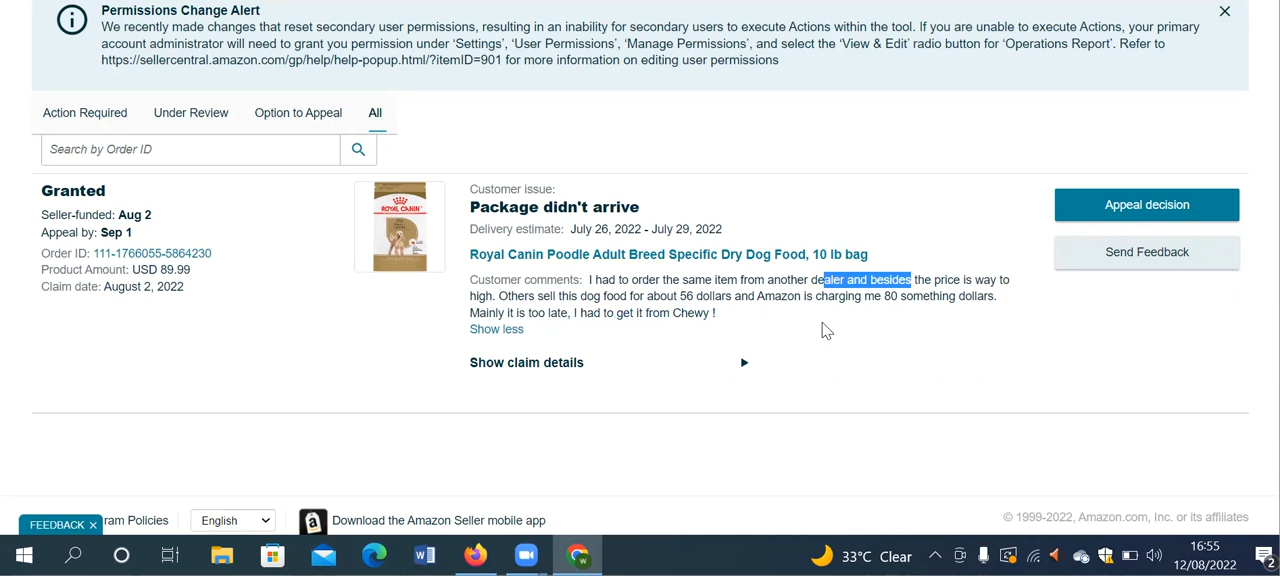 Permissions Change Alert
We recently made changes that reset secondary user permissions, resulting in an inability for secondary users to execute Actions within the tool. If you are unable to execute Actions, your primary
account administrator will need to grant you permission under ‘Settings’, ‘User Permissions’, ‘Manage Permissions’, and select the ‘View & Edit’ radio button for ‘Operations Report’. Refer to
https://sellercentral.amazon.com/gp/help/help-popup.html/?itemID=901 for more information on editing user permissions
Action Required Under Review Option to Appeal All
Search by Order ID
Granted
Seller-funded: Aug 2
Appeal by: Sep 1
Order ID: 111-1766055-5864230
Product Amount: USD 89.99
Claim date: August 2, 2022
ROYAL CANIN
Customer issue:
Package didn't arrive
Delivery estimate: July 26, 2022 - July 29, 2022
Royal Canin Poodle Adult Breed Specific Dry Dog Food, 10 lb bag
Customer comments: I had to order the same item from another dealer and besides the price is way to
high. Others sell this dog food for about 56 dollars and Amazon is charging me 80 something dollars.
Mainly it is too late, I had to get it from Chewy !
Show less
Show claim details
Appeal decision
Send Feedback
FEEDBACK × ram Policies English Download the Amazon Seller mobile app © 1999-2022, Amazon.com, Inc. or its affiliates
33°C Clear 16:55
12/08/2022
2